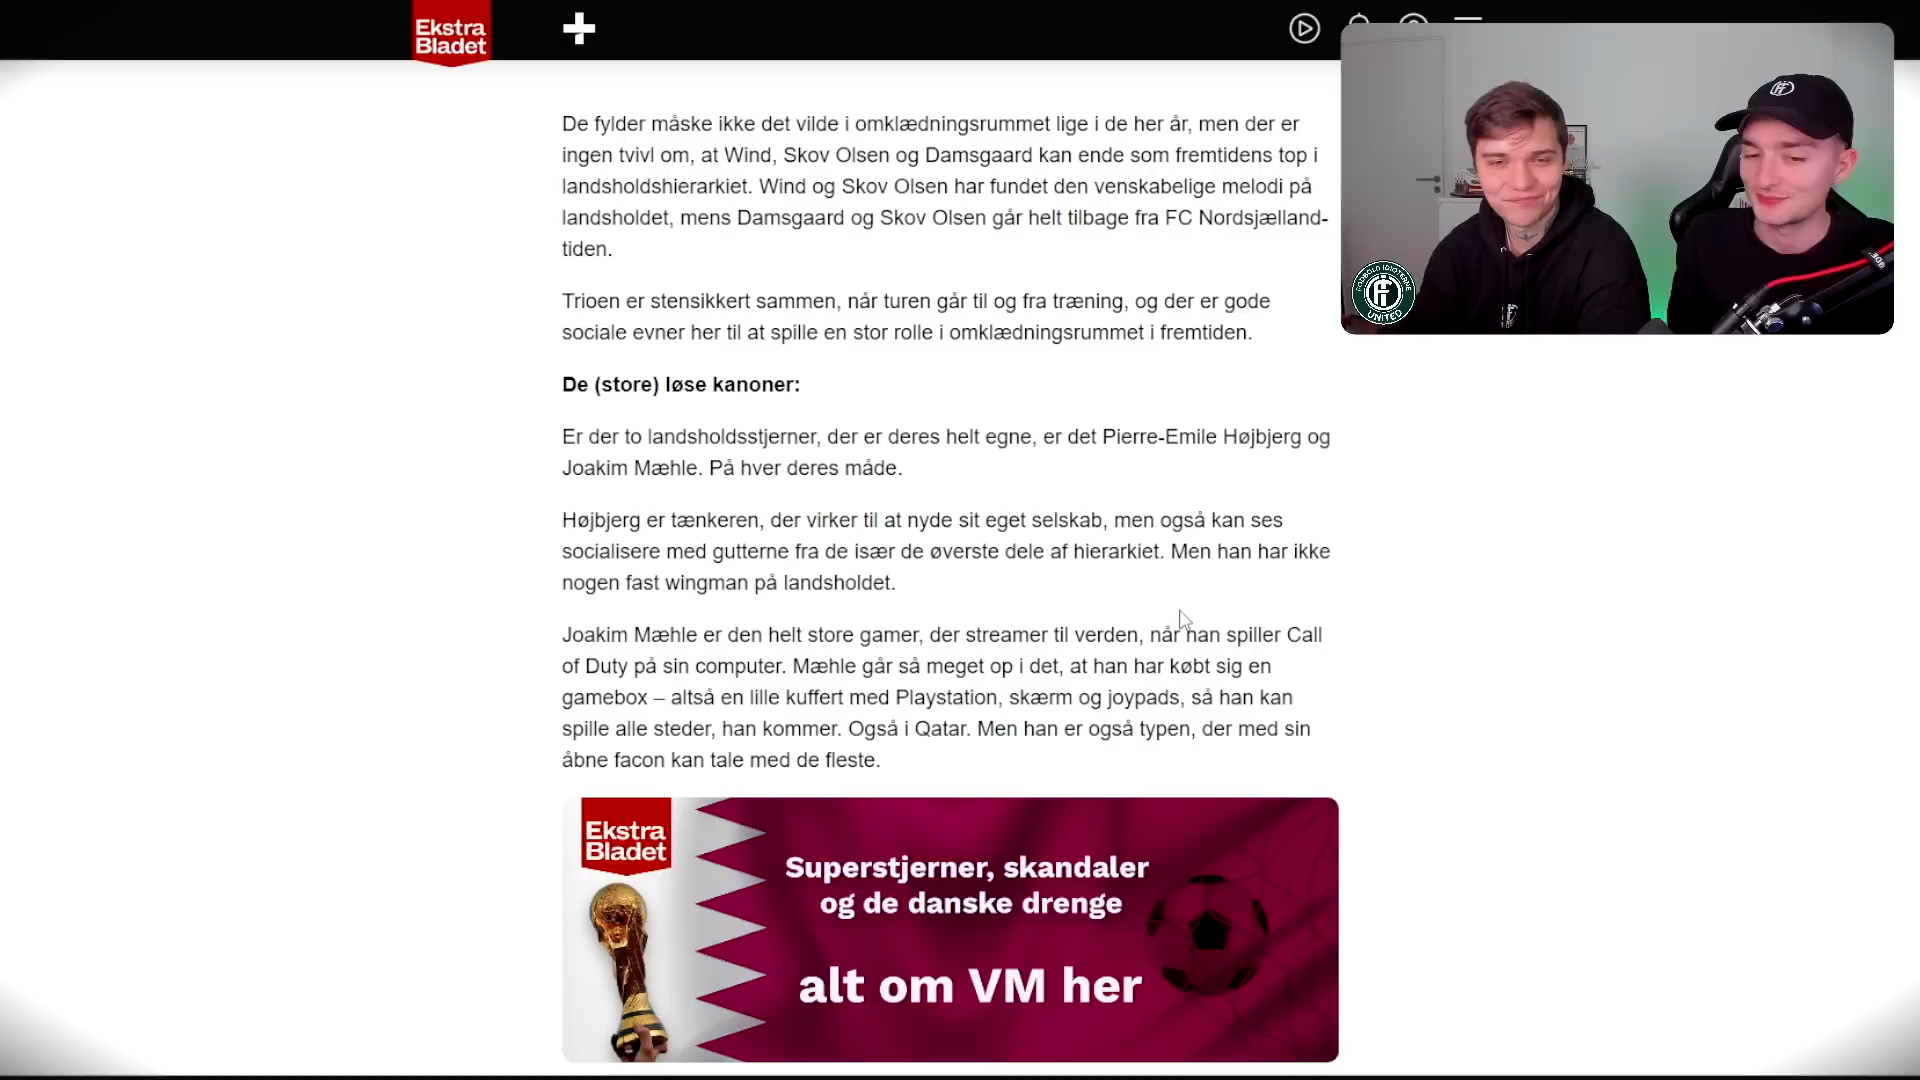 Ekstra
Bladet
De fylder måske ikke det vilde i omklædningsrummet lige i de her år, men der er
ingen tvivl om, at Wind, Skov Olsen og Damsgaard kan ende som fremtidens top i
landsholdshierarkiet. Wind og Skov Olsen har fundet den venskabelige melodi på
landsholdet, mens Damsgaard og Skov Olsen går helt tilbage fra FC Nordsjælland-
tiden.
Trioen er stensikkert sammen, når turen går til og fra træning, og der er gode
sociale evner her til at spille en stor rolle i omklædningsrummet i fremtiden.
De (store) løse kanoner:
Er der to landsholdsstjerner, der er deres helt egne, er det Pierre-Emile Højbjerg og
Joakim Mæhle. På hver deres måde.
Højbjerg er tænkeren, der virker til at nyde sit eget selskab, men også kan ses
socialisere med gutterne fra de især de øverste dele af hierarkiet. Men han har ikke
nogen fast wingman på landsholdet.
Joakim Mæhle er den helt store gamer, der streamer til verden, når han spiller Call
of Duty på sin computer. Mæhle går så meget op i det, at han har købt sig en
gamebox – altså en lille kuffert med Playstation, skærm og joypads, så han kan
spille alle steder, han kommer. Også i Qatar. Men han er også typen, der med sin
åbne facon kan tale med de fleste.
Ekstra
Bladet
Superstjerner, skandaler
og de danske drenge
alt om VM her
FODBOLD IDIOTERNE
UNITED